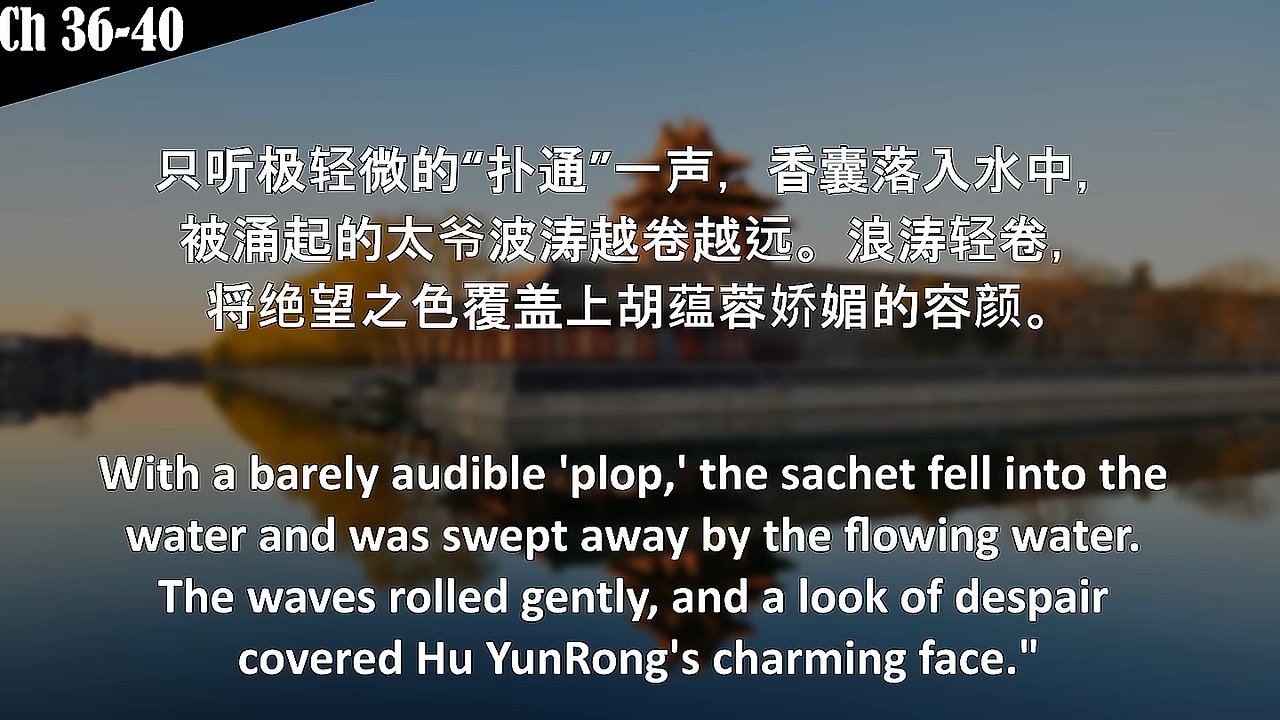 Ch 36-40
只听极轻微的“扑通”一声，香囊落入水中,
被涌起的太爷波涛越卷越远。浪涛轻卷,
将绝望之色覆盖上胡蕴蓉娇媚的容颜。
With a barely audible 'plop,' the sachet fell into the
water and was swept away by the flowing water.
The waves rolled gently, and a look of despair
covered Hu YunRong's charming face."